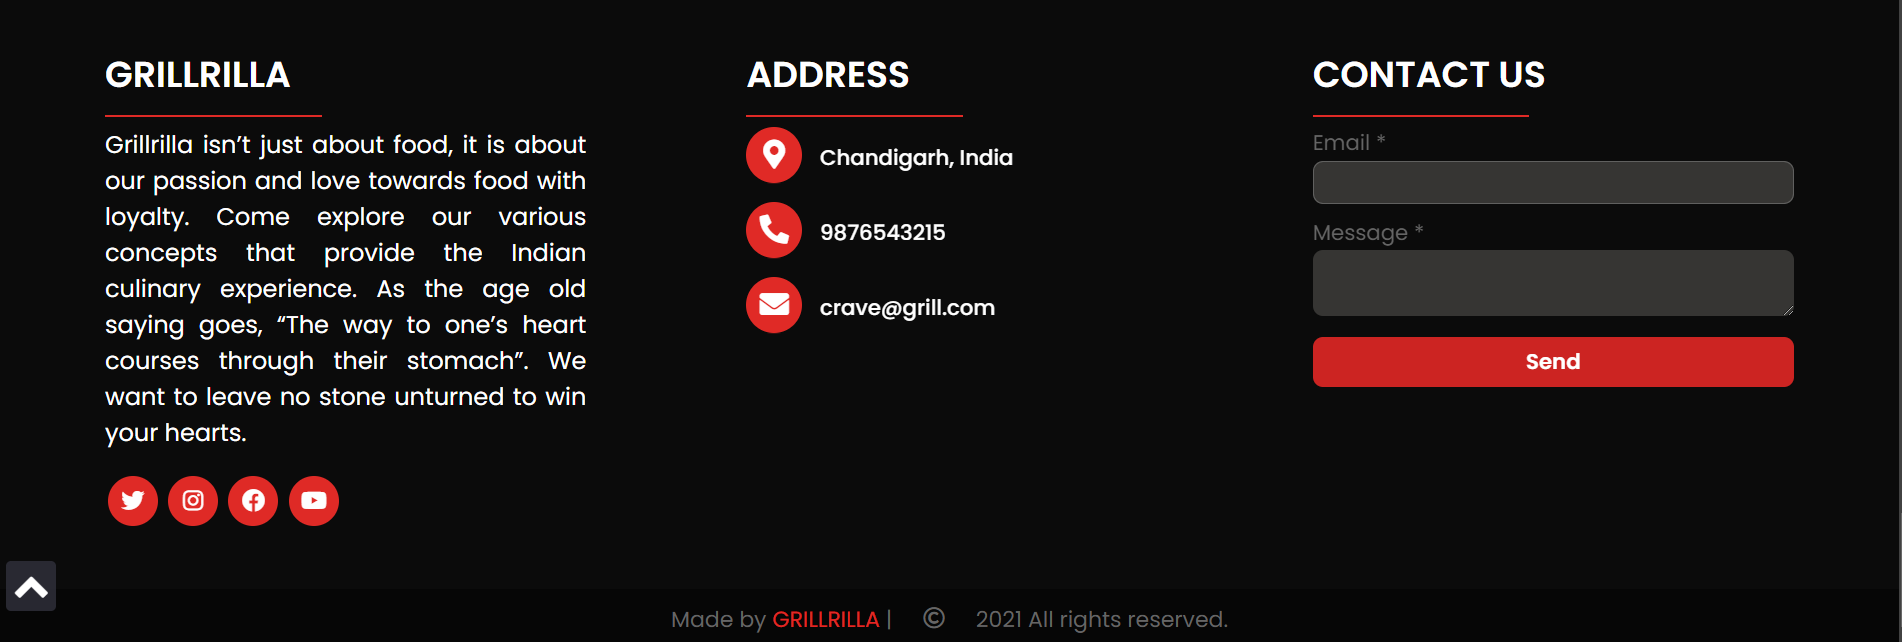 GRILLRILLA
Grillrilla isn’t just about food, it is about
our passion and love towards food with
loyalty. Come explore our various
concepts that provide the Indian
culinary experience. As the age old
saying goes, “The way to one’s heart
courses through their stomach”. We
want to leave no stone unturned to win
your hearts.
ADDRESS
Chandigarh, India
9876543215
crave@grill.com
CONTACT US
Email *
Message *
Send
Made by GRILLRILLA | © 2021 All rights reserved.